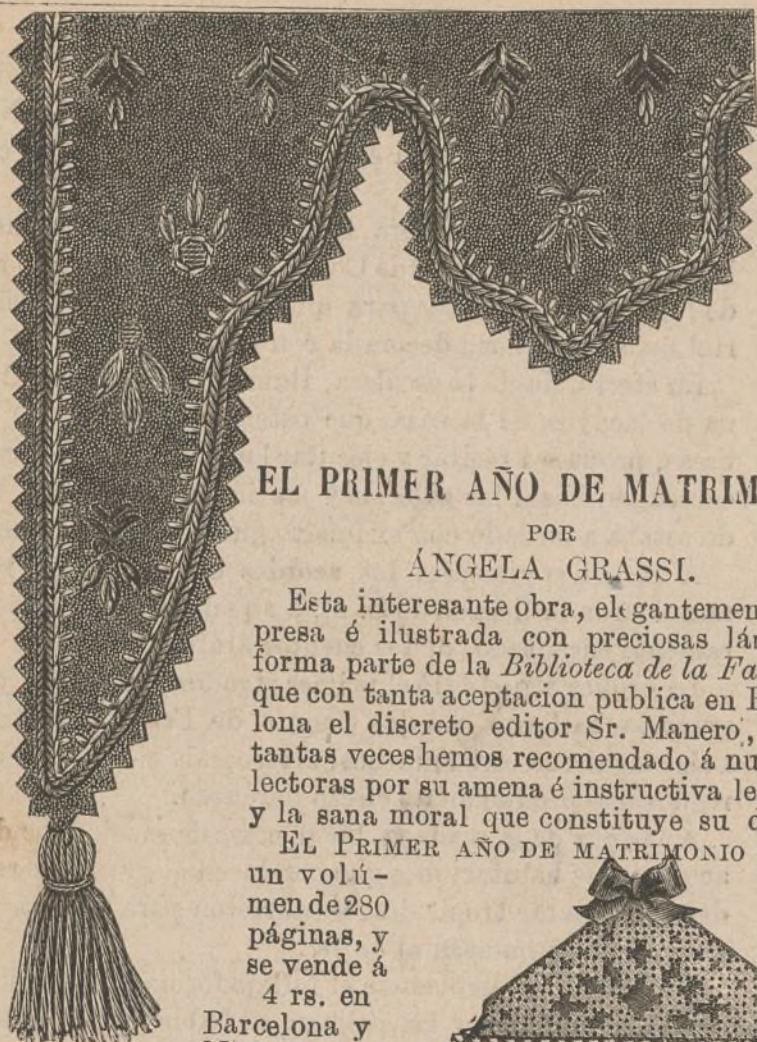 EL PRIMER AÑO DE MATRIM
POR
ÁNGELA GRASSI.
Esta interesante obra, elegantemen
presa é ilustrada con preciosas lám
forma parte de la Biblioteca de la Fa
que con tanta aceptacion publica en B
lona el discreto editor Sr. Manero,
tantas veces hemos recomendado á nu
lectoras por su amena é instructiva le
y la sana moral que constituye su
EL PRIMER AÑO DE MATRIMONIO
un volú-
men de 280
páginas, y
se vende á
4 rs. en
Barcelona y